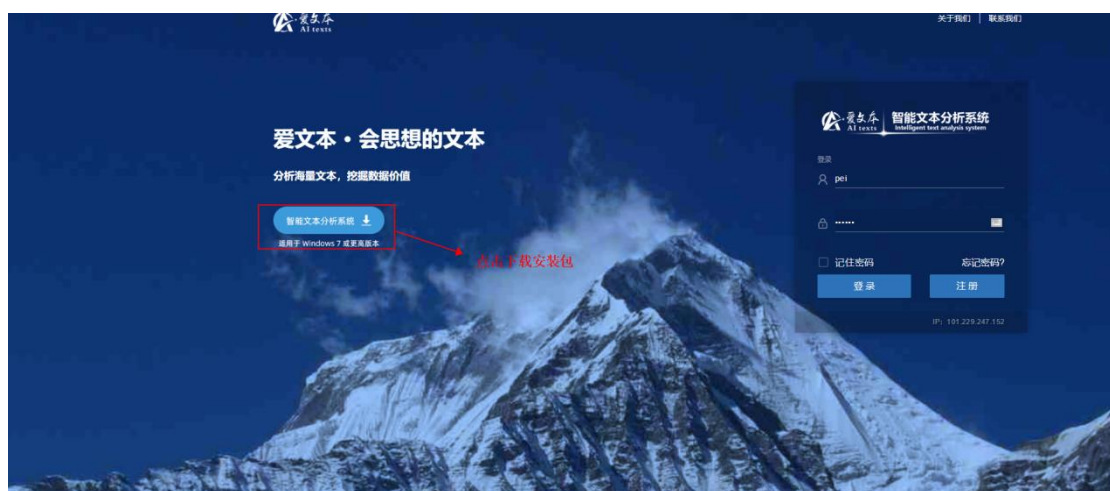 爱文本
AI texts
关于我们 | 联系我们
爱文本·会思想的文本
分析海量文本，挖掘数据价值
智能文本分析系统
适用于 Windows 7 或更高版本
点击下载安装包
爱文本
AI texts
智能文本分析系统
Intelligent text analysis system
登录
pei
······
记住密码
忘记密码?
登录
注册
IP: 101.229.247.152